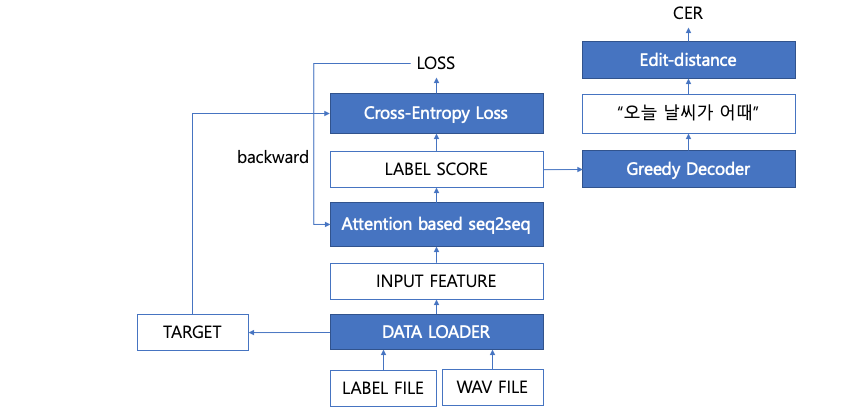 CER
Edit-distance
LOSS
Cross-Entropy Loss
“오늘 날씨가 어때”
backward
LABEL SCORE
Greedy Decoder
Attention based seq2seq
INPUT FEATURE
TARGET
DATA LOADER
LABEL FILE
WAV FILE